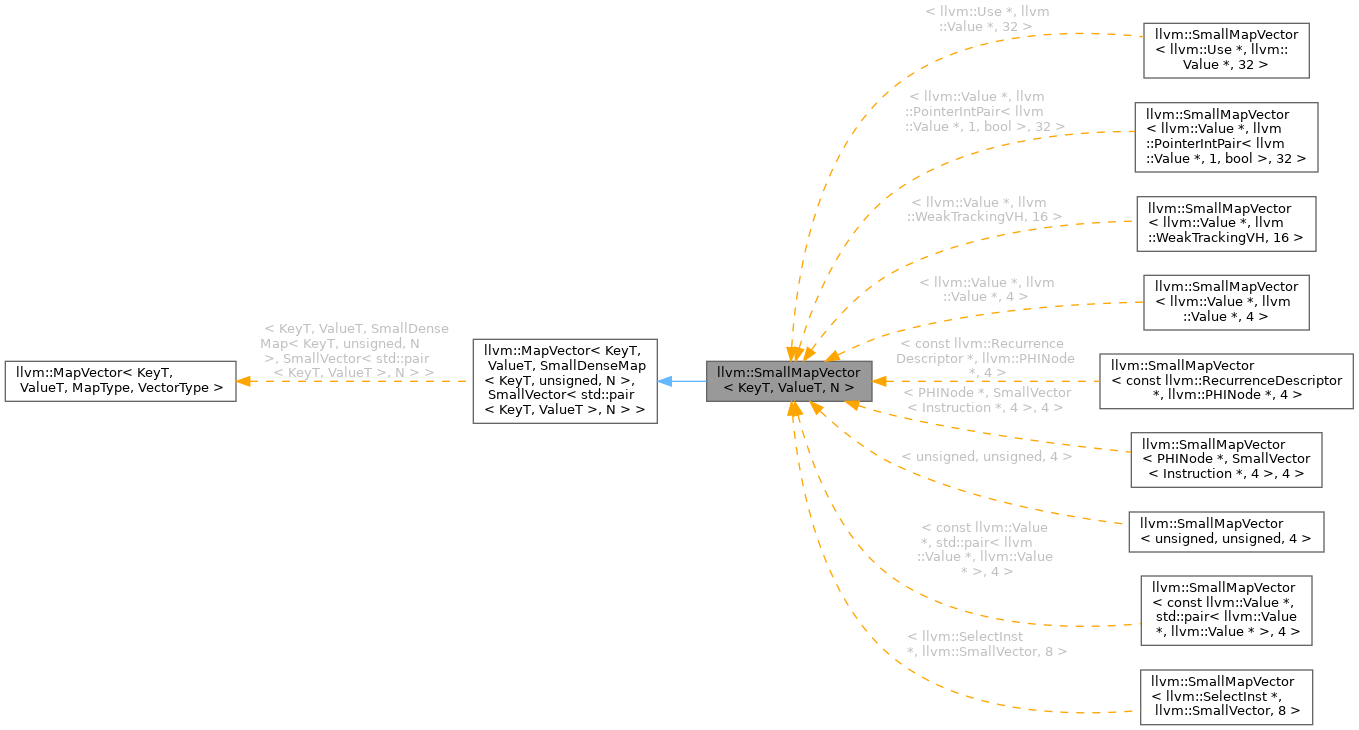 llvm::MapVector< KeyT,
ValueT, MapType, VectorType >
< KeyT, ValueT, SmallDense
Map< KeyT, unsigned, N
>, SmallVector< std::pair
< KeyT, ValueT >, N > >
llvm::MapVector< KeyT,
ValueT, SmallDenseMap
< KeyT, unsigned, N >,
SmallVector< std::pair
< KeyT, ValueT >, N > >
llvm::SmallMapVector
< KeyT, ValueT, N >
< llvm::Use *, llvm
::Value *, 32 >
llvm::SmallMapVector
< llvm::Use *, llvm::
Value *, 32 >
< llvm::Value *, llvm
::PointerIntPair< llvm
::Value *, 1, bool >, 32 >
llvm::SmallMapVector
< llvm::Value *, llvm
::PointerIntPair< llvm
::Value *, 1, bool >, 32 >
< llvm::Value *, llvm
::WeakTrackingVH, 16 >
llvm::SmallMapVector
< llvm::Value *, llvm
::WeakTrackingVH, 16 >
< llvm::Value *, llvm
::Value *, 4 >
llvm::SmallMapVector
< llvm::Value *, llvm
::Value *, 4 >
< const llvm::Recurrence
Descriptor *, llvm::PHINode
*, 4 >
llvm::SmallMapVector
< const llvm::RecurrenceDescriptor
*, llvm::PHINode *, 4 >
< PHINode *, SmallVector
< Instruction *, 4 >, 4 >
llvm::SmallMapVector
< PHINode *, SmallVector
< Instruction *, 4 >, 4 >
< unsigned, unsigned, 4 >
llvm::SmallMapVector
< unsigned, unsigned, 4 >
< const llvm::Value
*, std::pair< llvm
::Value *, llvm::Value
* >, 4 >
llvm::SmallMapVector
< const llvm::Value *,
std::pair< llvm::Value
*, llvm::Value * >, 4 >
< llvm::SelectInst
*, llvm::SmallVector, 8 >
llvm::SmallMapVector
< llvm::SelectInst *,
llvm::SmallVector, 8 >